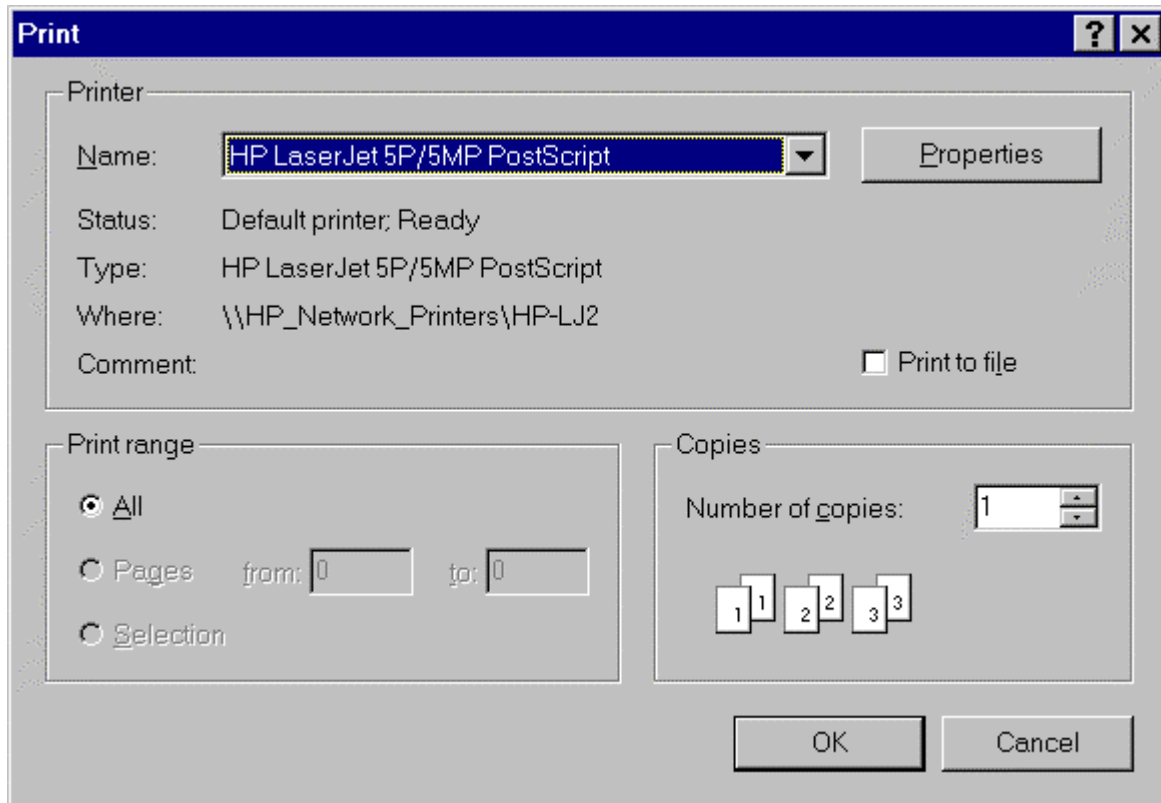 Print
Printer
Name: HP LaserJet 5P/5MP PostScript Properties
Status: Default printer; Ready
Type: HP LaserJet 5P/5MP PostScript
Where: \\HP_Network_Printers\HP-LJ2
Comment: Print to file
Print range
All
Pages from: 0 to: 0
Selection
Copies
Number of copies: 1
1 1 2 2 3 3
OK Cancel